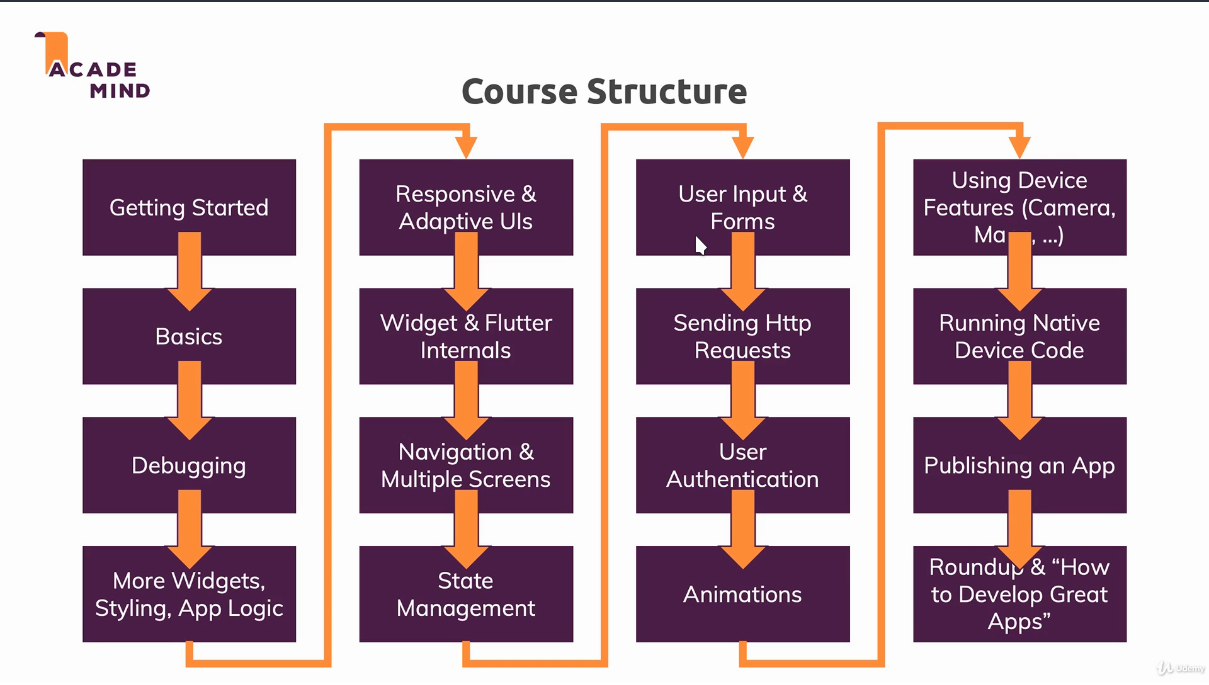 ACADE
MIND
Course Structure
Getting Started
Basics
Debugging
More Widgets,
Styling, App Logic
Responsive &
Adaptive UIs
Widget & Flutter
Internals
Navigation &
Multiple Screens
State
Management
User Input &
Forms
Sending Http
Requests
User
Authentication
Animations
Using Device
Features (Camera,
...)
Running Native
Device Code
Publishing an App
Roundup & “How
to Develop Great
Apps”
Udemy